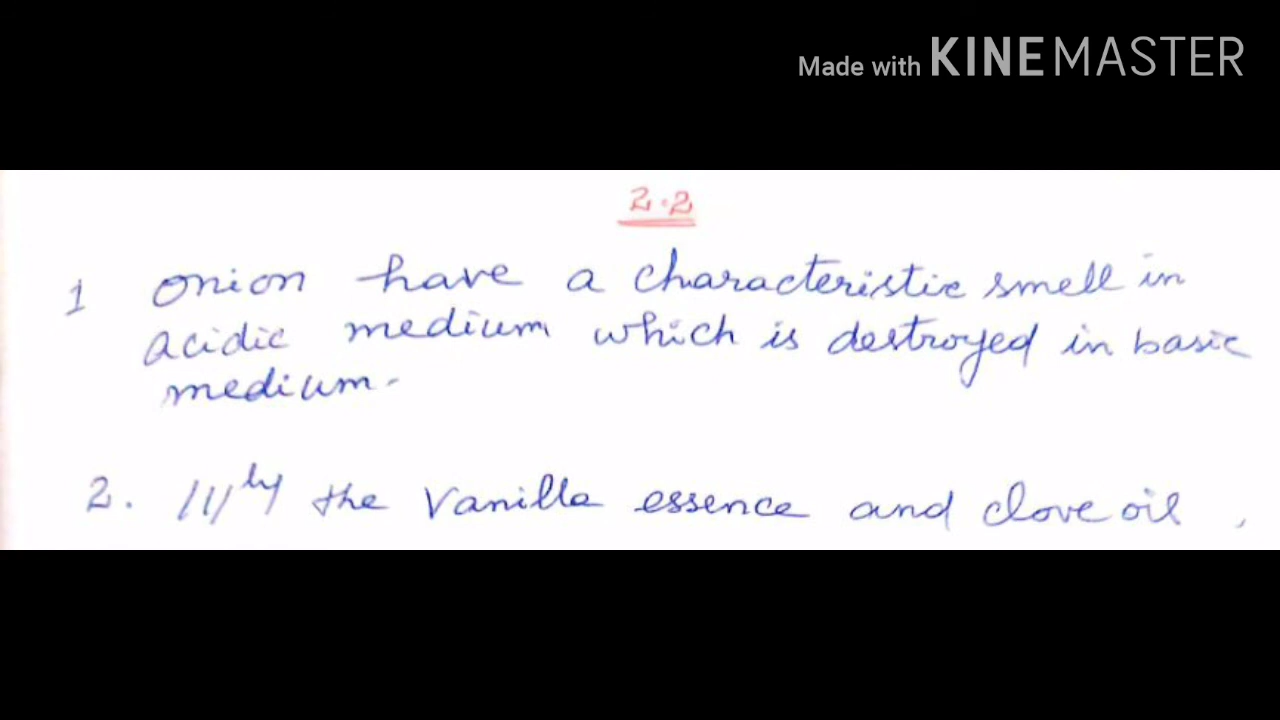 Made with KINEMASTER
2.2
1 onion have a characteristic smell in
acidic medium which is destroyed in basic
medium.
2. |||ly the Vanilla essence and clove oil,